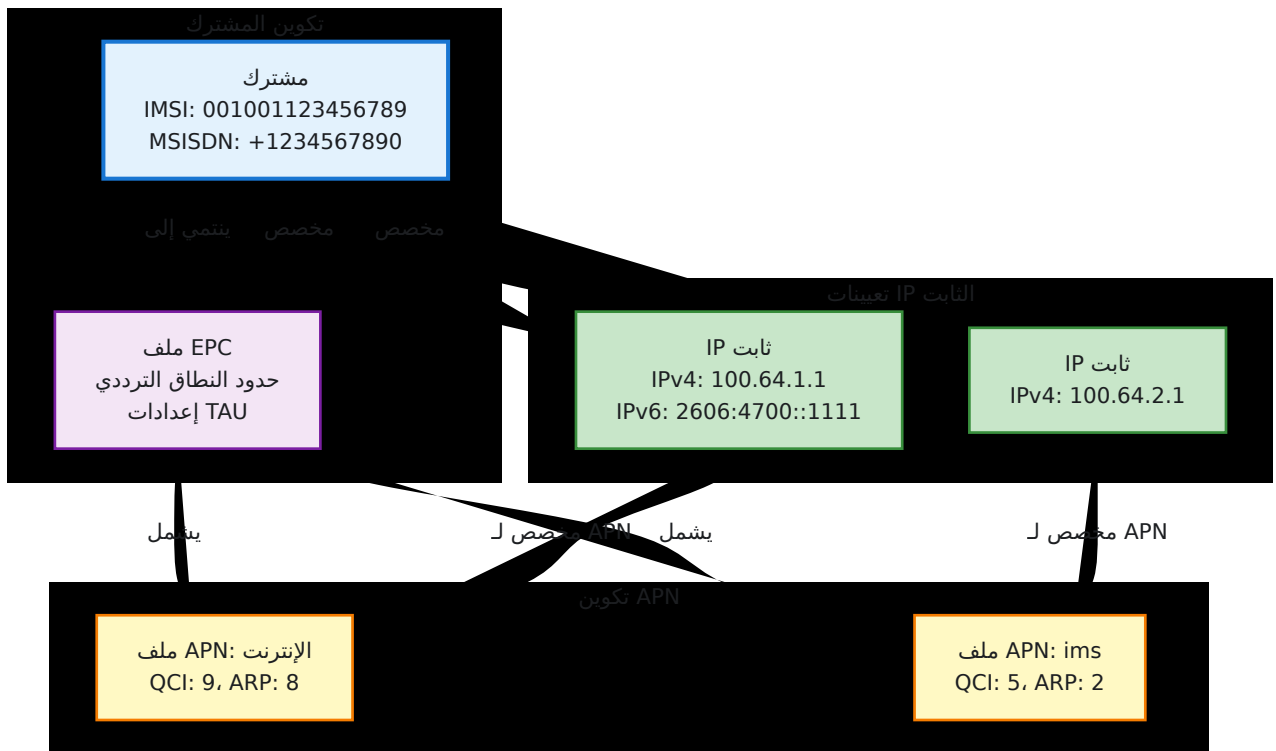 تكوين المشترك
مشترك
IMSI: 001001123456789
MSISDN: +1234567890
ينتمي إلى
مخصص
مخصص
تعيينات IP الثابت
ملف EPC
حدود النطاق الترددي
إعدادات TAU
IP ثابت
IPv4: 100.64.1.1
IPv6: 2606:4700::1111
IP ثابت
IPv4: 100.64.2.1
يشمل
مخصص لـ APN
يشمل
مخصص لـ APN
تكوين APN
ملف APN: الإنترنت
QCI: 9، ARP: 8
ملف APN: ims
QCI: 5، ARP: 2